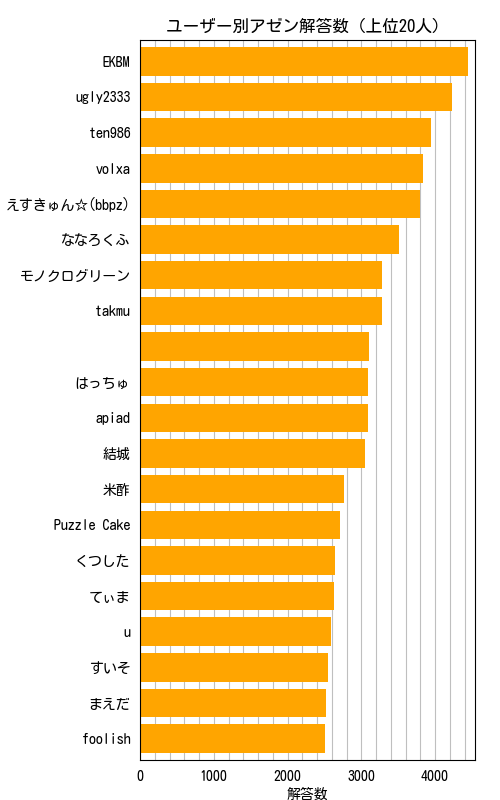 ユーザー別アゼン解答数 (上位20人)
EKBM
ugly2333
ten986
volxa
えすきゅん☆(bbpz)
ななろくふ
モノクログリーン
takmu
はっちゅ
apiad
結城
米酢
Puzzle Cake
くつした
てぃま
u
すいそ
まえだ
foolish
0 1000 2000 3000 4000
解答数